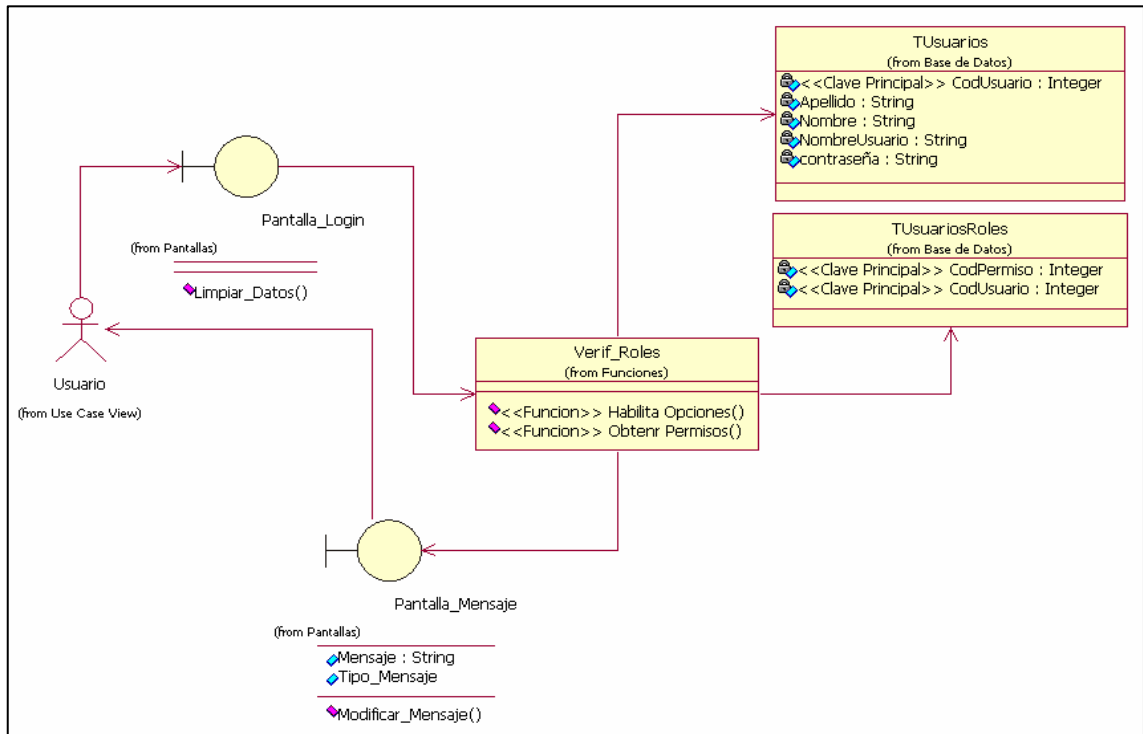 TUsuarios
(from Base de Datos)
<<Clave Principal>> CodUsuario : Integer
Apellido : String
Nombre : String
NombreUsuario : String
contraseña : String
Pantalla_Login
(from Pantallas)
Limpiar_Datos()
TUsuariosRoles
(from Base de Datos)
<<Clave Principal>> CodPermiso : Integer
<<Clave Principal>> CodUsuario : Integer
Usuario
(from Use Case View)
Verif_Roles
(from Funciones)
<<Funcion>> Habilita Opciones()
<<Funcion>> Obtenr Permisos()
Pantalla_Mensaje
(from Pantallas)
Mensaje : String
Tipo_Mensaje
Modificar_Mensaje()